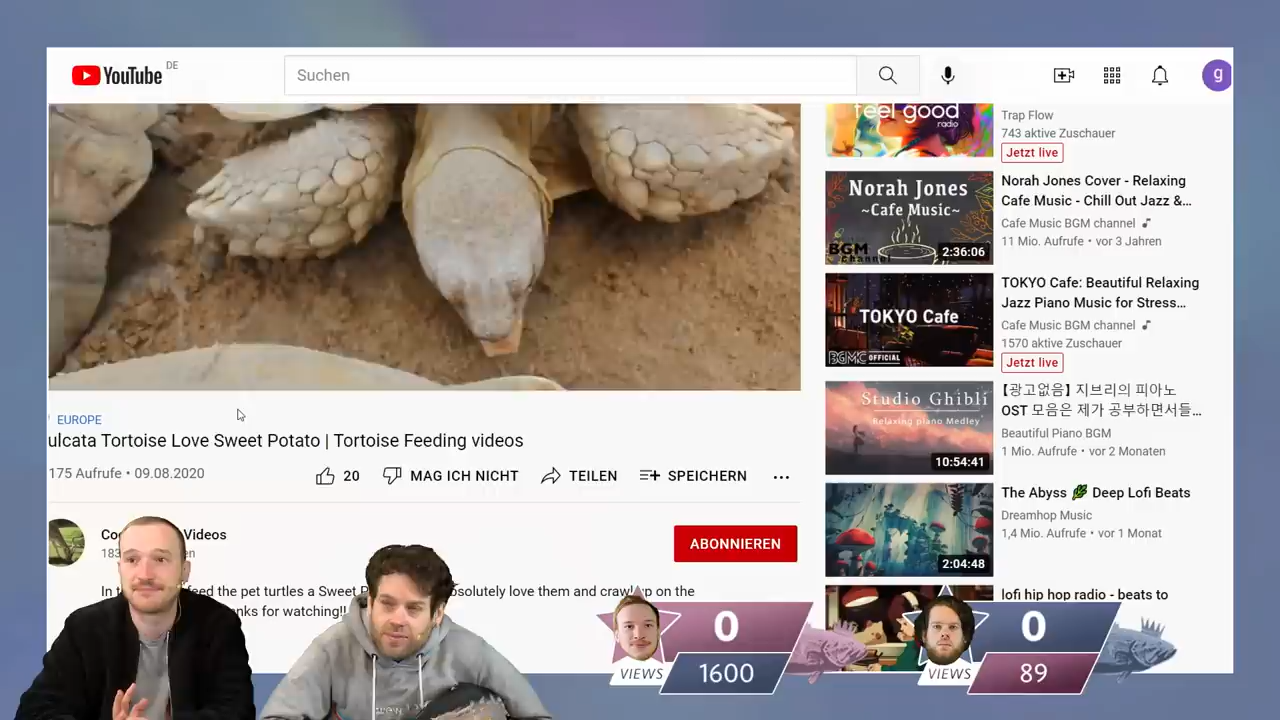 YouTube DE
Suchen
g
feel good
radio
Trap Flow
743 aktive Zuschauer
Jetzt live
Norah Jones
~Cafe Music~
BGM
channel
2:36:06
Norah Jones Cover - Relaxing
Cafe Music - Chill Out Jazz &...
Cafe Music BGM channel
11 Mio. Aufrufe • vor 3 Jahren
TOKYO Cafe
BGMC OFFICIAL
TOKYO Cafe: Beautiful Relaxing
Jazz Piano Music for Stress...
Cafe Music BGM channel
1570 aktive Zuschauer
Jetzt live
Studio Ghibli
Relaxing piano Medley
10:54:41
【광고없음】 지브리의 피아노
OST 모음은 제가 공부하면서들...
Beautiful Piano BGM
1 Mio. Aufrufe • vor 2 Monaten
2:04:48
The Abyss 🌿 Deep Lofi Beats
Dreamhop Music
1,4 Mio. Aufrufe • vor 1 Monat
lofi hip hop radio - beats to
EUROPE
ulcata Tortoise Love Sweet Potato | Tortoise Feeding videos
175 Aufrufe • 09.08.2020
20
MAG ICH NICHT
TEILEN
SPEICHERN
Videos
ABONNIEREN
feed the pet turtles a Sweet
love them and crawl
on the
for watching!!
0
VIEWS
1600
0
VIEWS
89